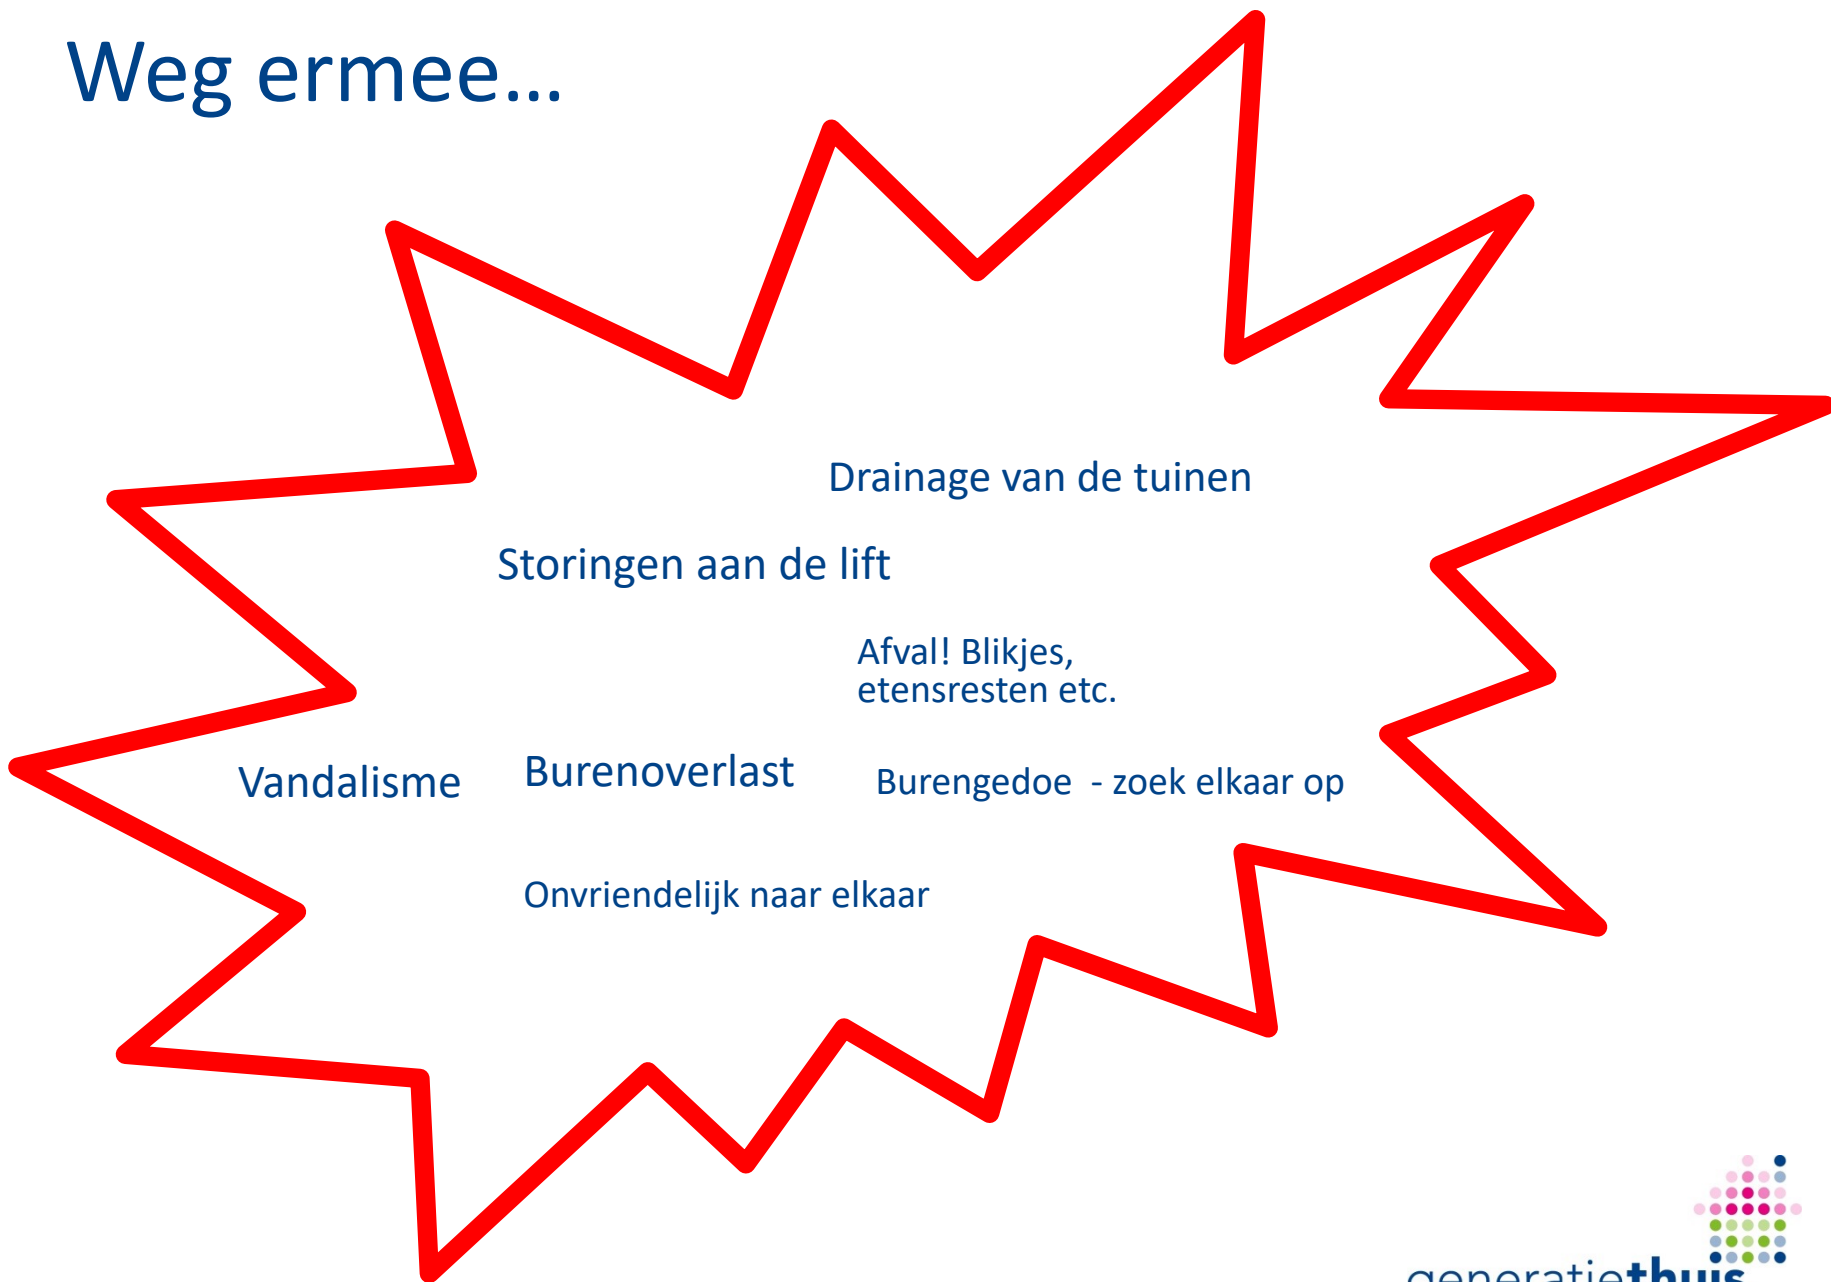 Weg ermee...
Drainage van de tuinen
Storingen aan de lift
Afval! Blikjes,
etensresten etc.
Vandalisme
Burenoverlast
Burengedoe  - zoek elkaar op
Onvriendelijk naar elkaar
generatiethuis